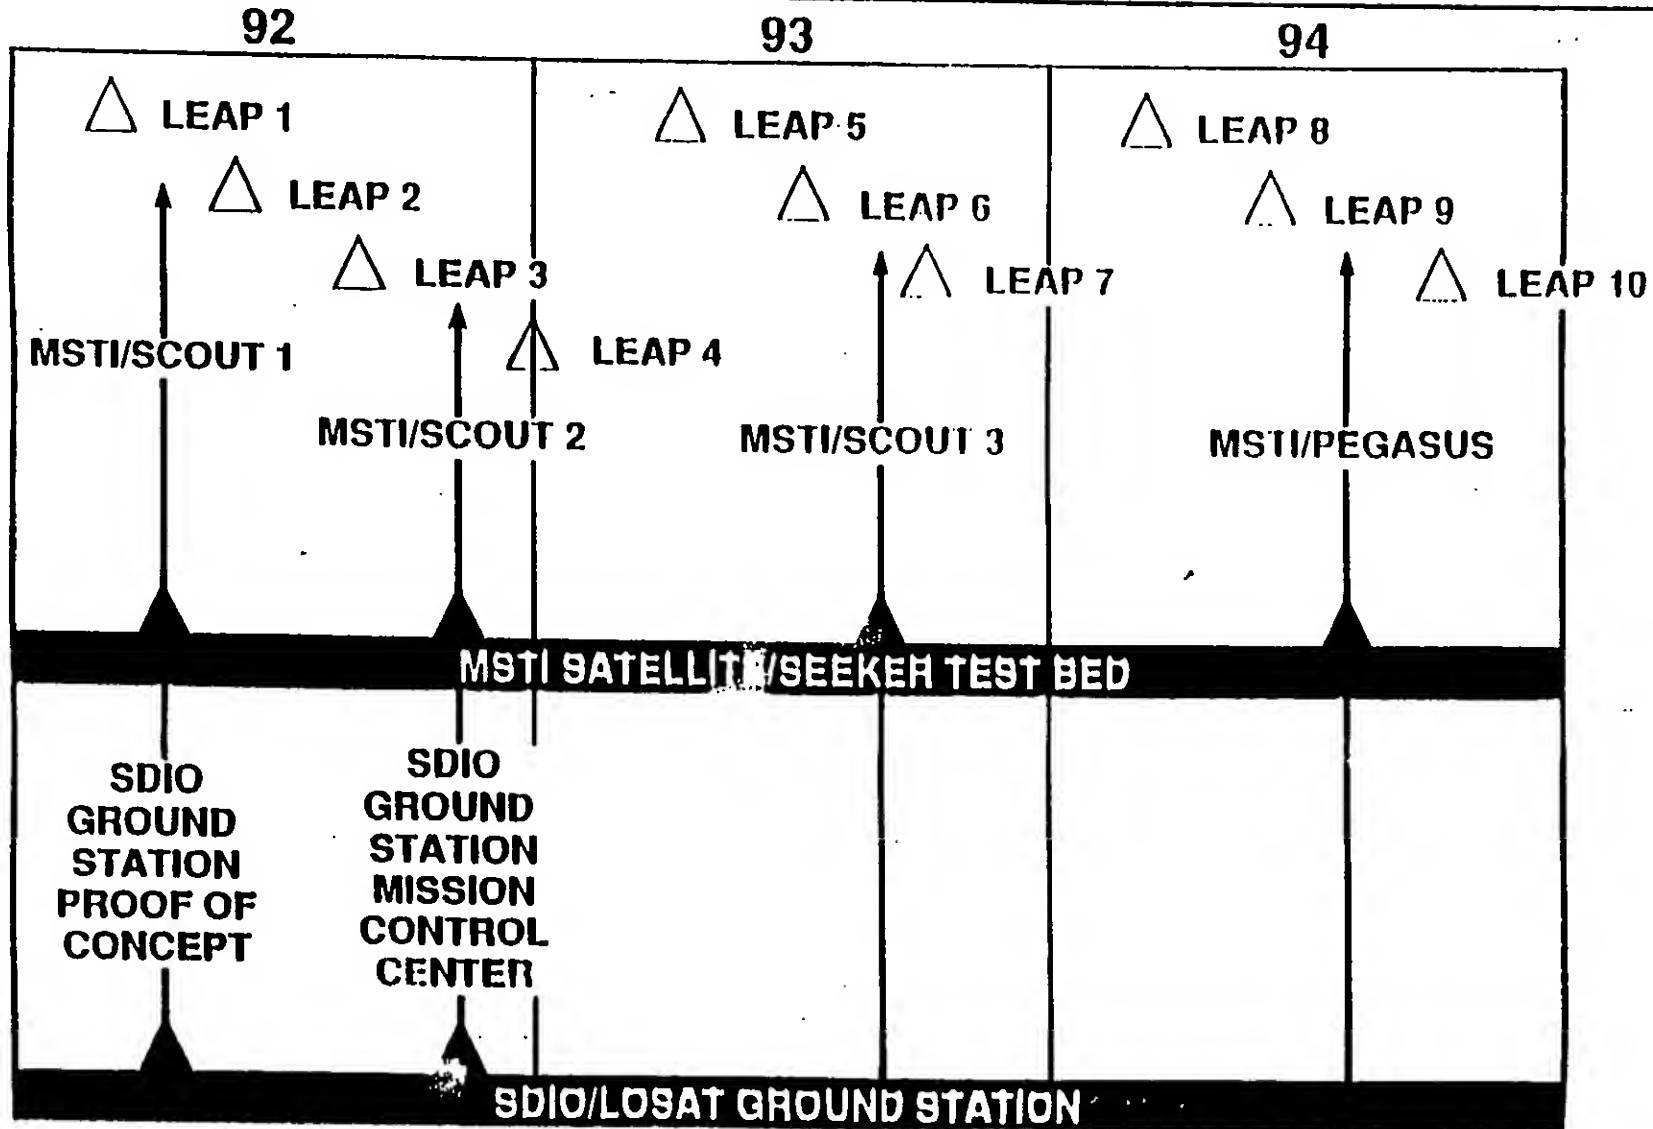 92 93 94
LEAP 1 LEAP 5 LEAP 8
LEAP 2 LEAP 6 LEAP 9
LEAP 3 LEAP 7 LEAP 10
MSTI/SCOUT 1 LEAP 4
MSTI/SCOUT 2 MSTI/SCOUT 3 MSTI/PEGASUS
MSTI SATELLITE/SEEKER TEST BED
SDIO
GROUND
STATION
PROOF OF
CONCEPT
SDIO
GROUND
STATION
MISSION
CONTROL
CENTER
SDIO/LOSAT GROUND STATION